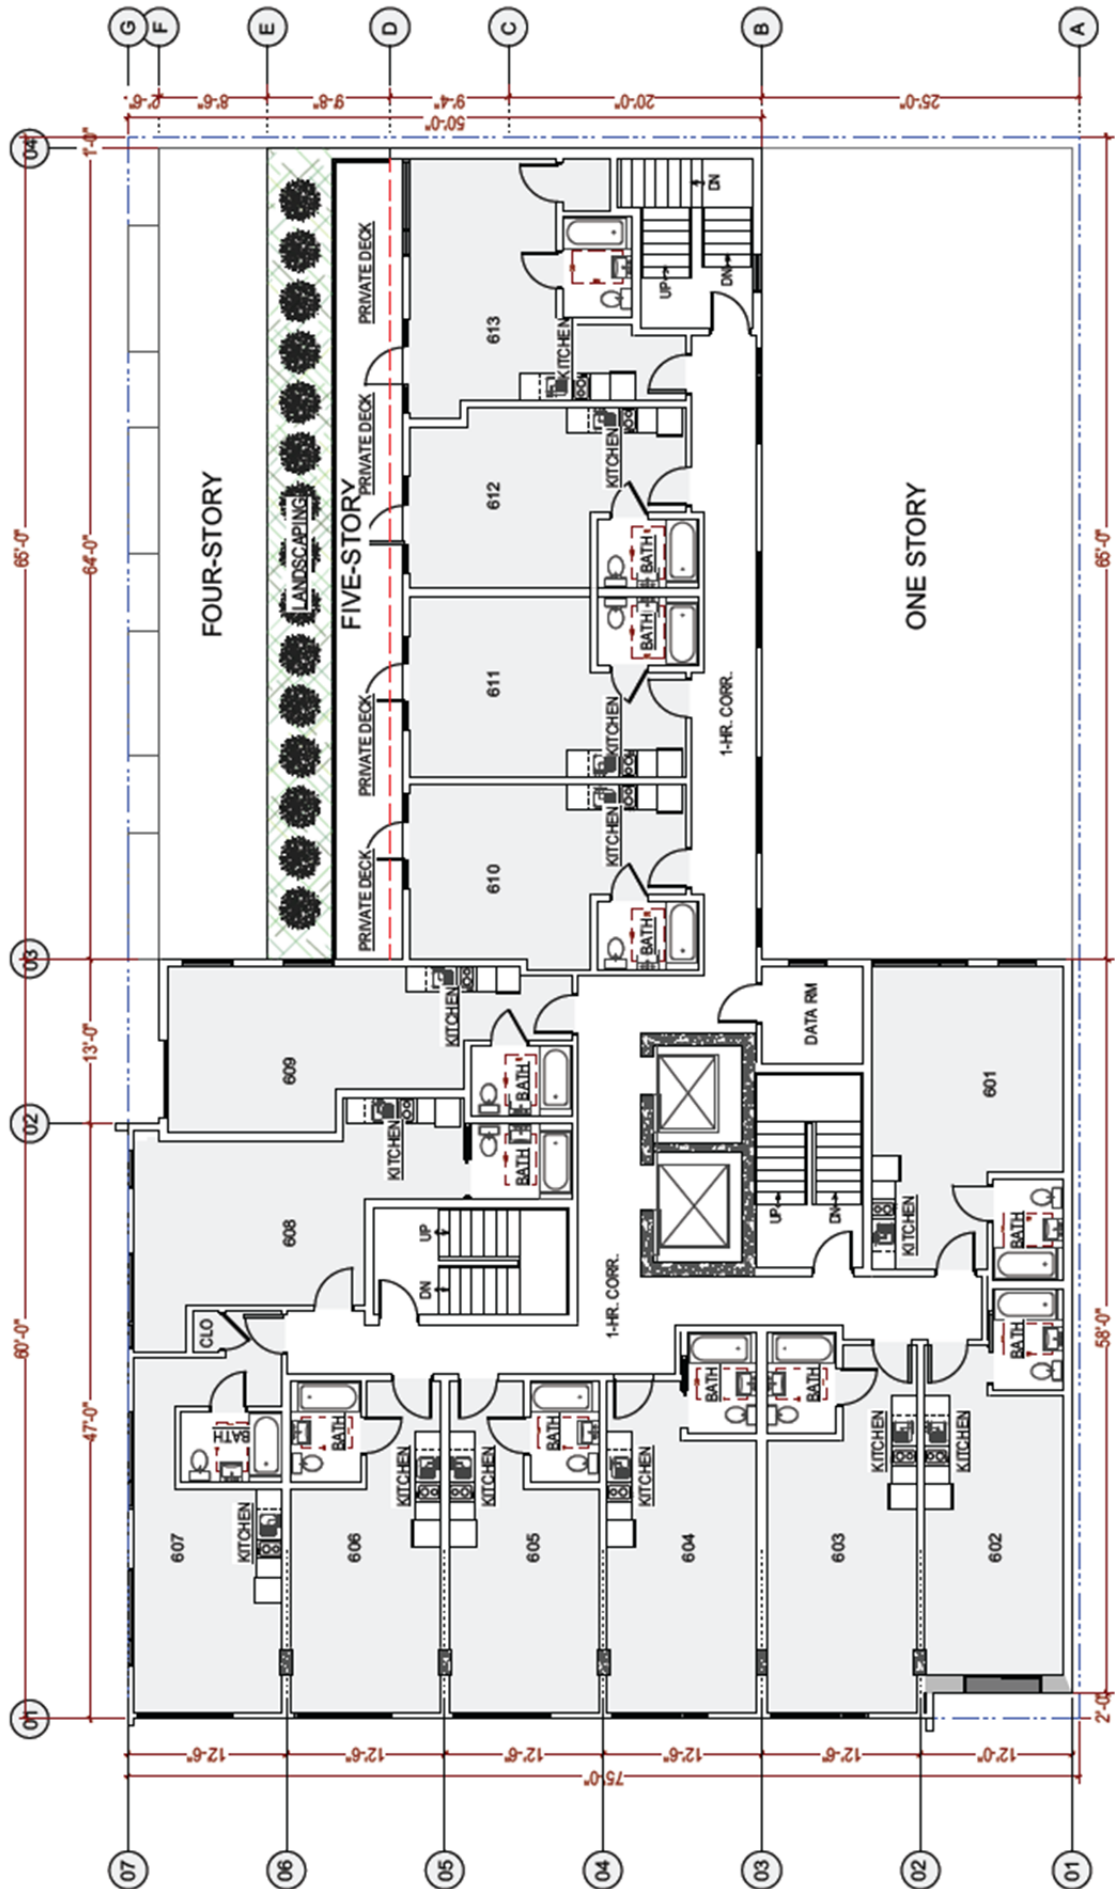 G
F
E
D
C
B
A
2'-6"
8'-6"
9'-8"
9'-4"
20'-0"
25'-0"
50'-0"
04
1'-0"
65'-0"
64'-0"
FOUR-STORY
LANDSCAPING
FIVE-STORY
PRIVATE DECK
PRIVATE DECK
PRIVATE DECK
PRIVATE DECK
613
KITCHEN
UP
DN
DN
612
KITCHEN
BATH
611
KITCHEN
BATH
610
KITCHEN
BATH
1-HR. CORR.
ONE STORY
65'-0"
03
13'-0"
609
KITCHEN
BATH
DATA RM
601
KITCHEN
BATH
02
608
KITCHEN
BATH
UP
DN
UP
DN
1-HR. CORR.
CLO
60'-0"
47'-0"
58'-0"
607
BATH
KITCHEN
606
BATH
KITCHEN
605
BATH
KITCHEN
604
BATH
KITCHEN
603
BATH
KITCHEN
602
BATH
KITCHEN
01
2'-0"
12'-6"
12'-6"
12'-6"
12'-6"
12'-6"
12'-0"
75'-0"
07
06
05
04
03
02
01